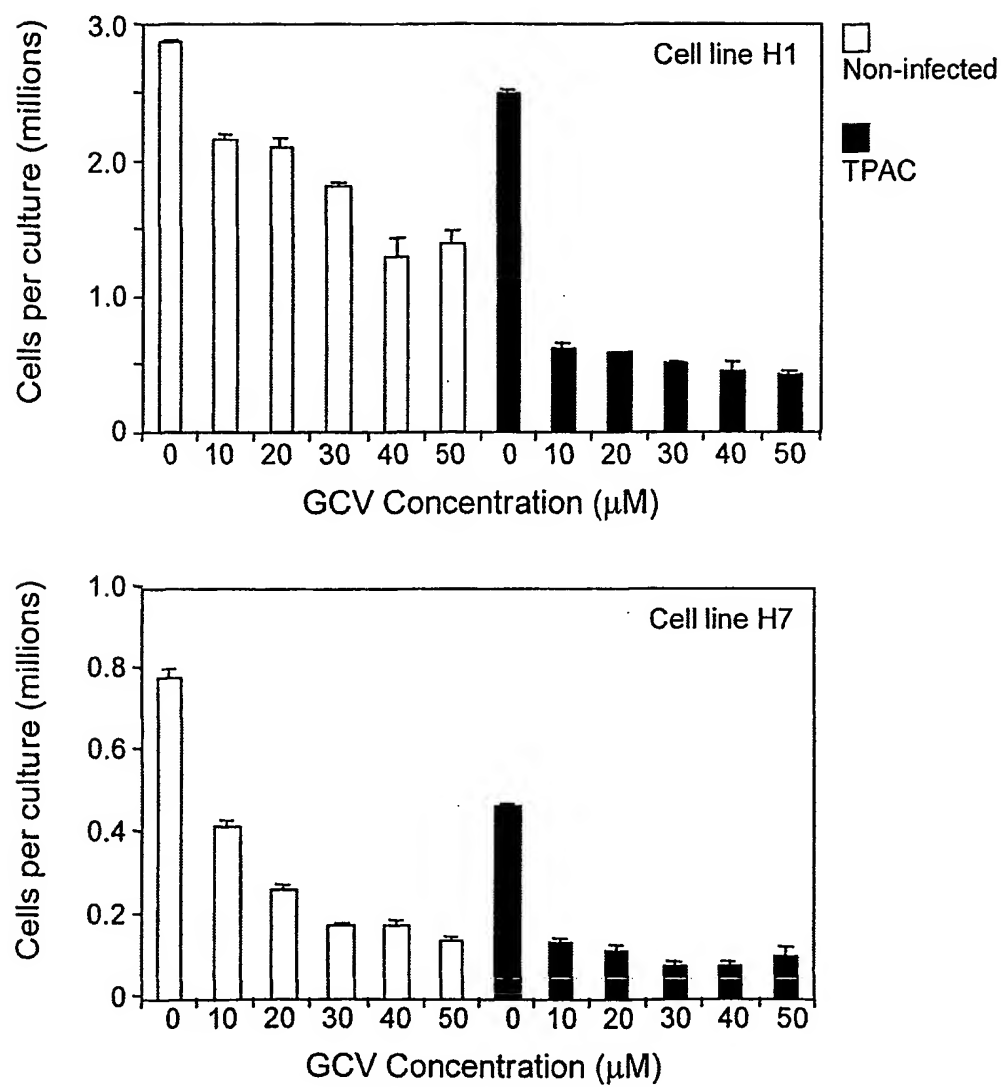 Cells per culture (millions)
3.0
2.0
1.0
0
Cell line H1
Non-infected
TPAC
0 10 20 30 40 50 0 10 20 30 40 50
GCV Concentration (μM)
Cells per culture (millions)
1.0
0.8
0.6
0.4
0.2
0
Cell line H7
0 10 20 30 40 50 0 10 20 30 40 50
GCV Concentration (μM)